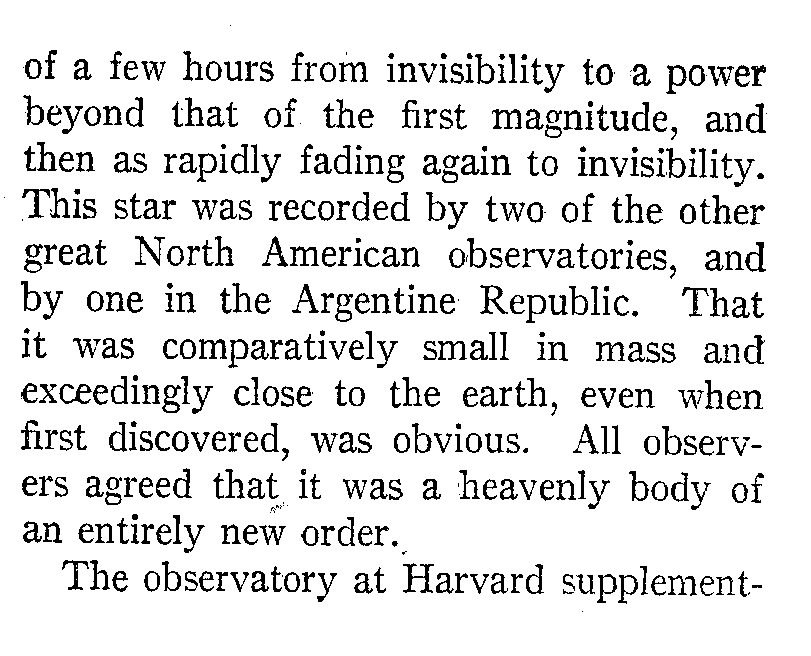 of a few hours from invisibility to a power
beyond that of the first magnitude, and
then as rapidly fading again to invisibility.
This star was recorded by two of the other
great North American observatories, and
by one in the Argentine Republic. That
it was comparatively small in mass and
exceedingly close to the earth, even when
first discovered, was obvious. All observ-
ers agreed that it was a heavenly body of
an entirely new order.
The observatory at Harvard supplement-